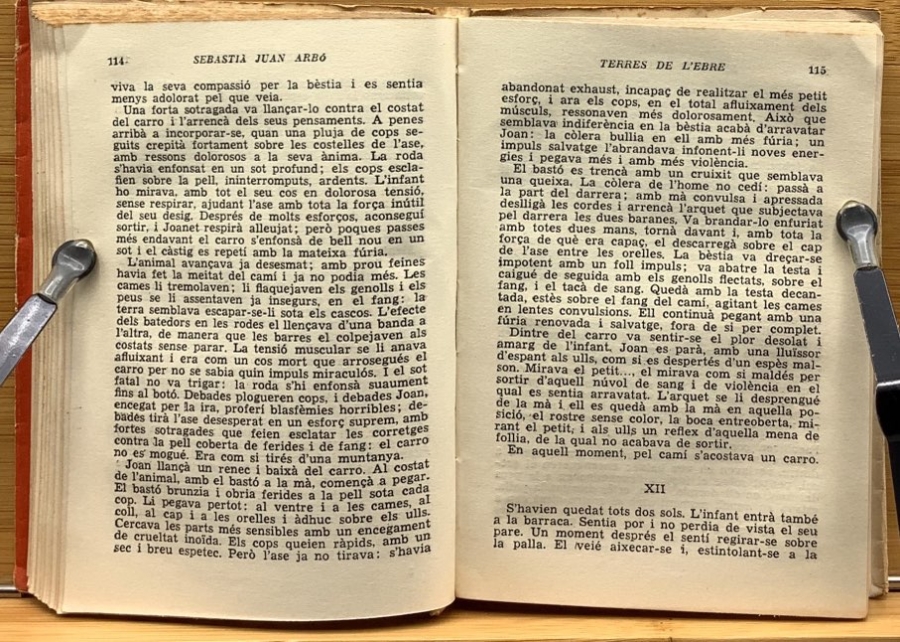 114
SEBASTIÀ JUAN ARBÓ
viva la seva compassió per la bèstia i es sentia
menys adolorat pel que veia.
Una forta sotragada va llançar-lo contra el costat
del carro i l'arrencà dels seus pensaments. A penes
arribà a incorporar-se, quan una pluja de cops se-
guits crepità fortament sobre les costelles de l'ase,
amb ressons dolorosos a la seva ànima. La roda
s'havia enfonsat en un sot profund; els cops escla-
fien sobre la pell, ininterromputs, ardents. L'infant
ho mirava, amb tot el seu cos en dolorosa tensió,
sense respirar, ajudant l'ase amb tota la força inútil
del seu desig. Després de molts esforços, aconseguí
sortir, i Joanet respirà alleujat; però poques passes
més endavant el carro s'enfonsà de bell nou en un
sot i el càstig es repetí amb la mateixa fúria.
L'animal avançava ja desesmat; amb prou feines
havia fet la meitat del camí i ja no podia més. Les
cames li tremolaven; li flaquejaven els genolls i els
peus se li assentaven ja insegurs, en el fang: la
terra semblava escapar-se-li sota els cascos. L'efecte
dels batedors en les rodes el llençava d'una banda a
l'altra, de manera que les barres el colpejaven als
costats sense parar. La tensió muscular se li anava
afluixant i era com un cos mort que arrossegués el
carro per no se sabia quin impuls miraculós. I el sot
fatal no va trigar: la roda s'hi enfonsà suaument
fins al botó. Debades plogueren cops, i debades Joan,
encegat per la ira, proferí blasfèmies horribles; de-
bades tirà l'ase desesperat en un esforç suprem, amb
fortes sotragades que feien esclatar les corretges
contra la pell coberta de ferides i de fang: el carro
no es mogué. Era com si tirés d'una muntanya.
Joan llançà un renec i baixà del carro. Al costat
de l'animal, amb el bastó a la mà, començà a pegar.
El bastó brunzia i obria ferides a la pell sota cada
cop. Li pegava pertot: al ventre i a les cames, al
coll, al cap i a les orelles i àdhuc sobre els ulls.
Cercava les parts més sensibles amb un encegament
de crueltat inoïda. Els cops queien ràpids, amb un
sec i breu espetec. Però l'ase ja no tirava: s'havia
TERRES DE L'EBRE
115
abandonat exhaust, incapaç de realitzar el més petit
esforç, i ara els cops, en el total afluixament dels
músculs, ressonaven més dolorosament. Això que
semblava indiferència en la bèstia acabà d'arravatar
Joan: la còlera bullia en ell amb més fúria; un
impuls salvatge l'abrandava infonent-li noves ener-
gies i pegava més i amb més violència.
El bastó es trencà amb un cruixit que semblava
una queixa. La còlera de l'home no cedí: passà a
la part del darrera; amb mà convulsa i apressada
deslligà les cordes i arrencà l'arquet que subjectava
pel darrera les dues baranes. Va brandar-lo enfuriat
amb totes dues mans, tornà davant i, amb tota la
força de què era capaç, el descarregà sobre el cap
de l'ase entre les orelles. La bèstia va dreçar-se
impotent amb un foll impuls; va abatre la testa i
caigué de seguida amb els genolls flectats, sobre el
fang, i el tacà de sang. Quedà amb la testa decan-
tada, estès sobre el fang del camí, agitant les cames
en lentes convulsions. Ell continuà pegant amb una
fúria renovada i salvatge, fora de si per complet.
Dintre del carro va sentir-se el plor desolat i
amarg de l'infant. Joan es parà, amb una lluïssor
d'espant als ulls, com si es despertés d'un espès mal-
son. Mirava el petit..., el mirava com si maldés per
sortir d'aquell núvol de sang i de violència en el
qual es sentia arravatat. L'arquet se li desprengué
de la mà i ell es quedà amb la mà en aquella po-
sició, el rostre sense color, la boca entreoberta, mi-
rant el petit, i als ulls un reflex d'aquella mena de
follia, de la qual no acabava de sortir.
En aquell moment, pel camí s'acostava un carro.
XII
S'havien quedat tots dos sols. L'infant entrà també
a la barraca. Sentia por i no perdia de vista el seu
pare. Un moment després el sentí regirar-se sobre
la palla. El veié aixecar-se i, estintolant-se a la